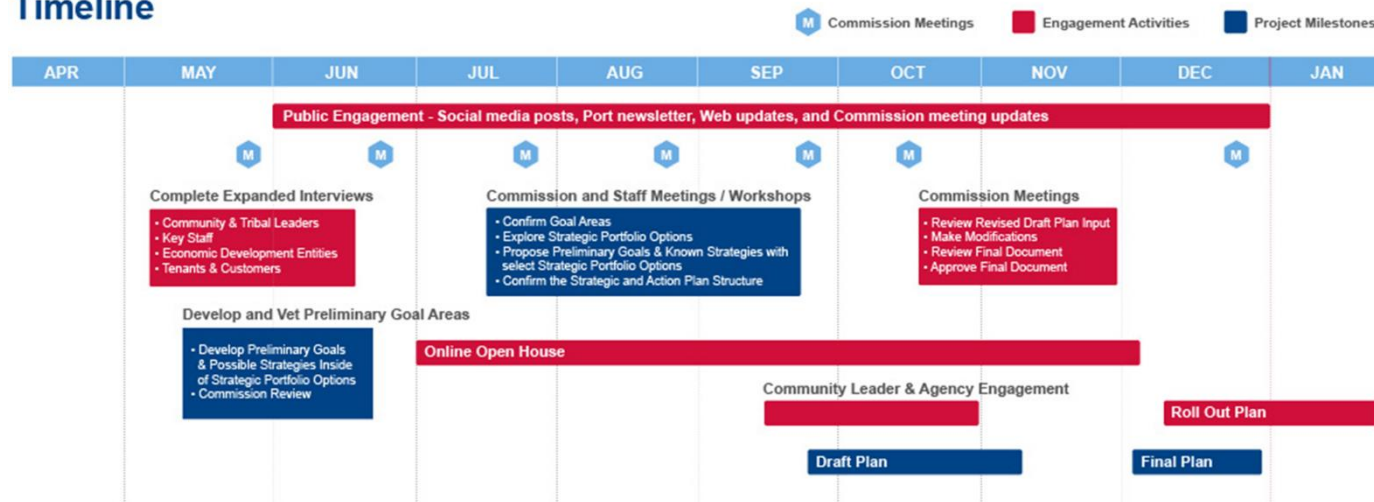 Timeline
M Commission Meetings
Engagement Activities
Project Milestones
APR MAY JUN JUL AUG SEP OCT NOV DEC JAN
Public Engagement - Social media posts, Port newsletter, Web updates, and Commission meeting updates
M M M M M M M
Complete Expanded Interviews
• Community & Tribal Leaders
• Key Staff
• Economic Development Entities
• Tenants & Customers
Commission and Staff Meetings / Workshops
• Confirm Goal Areas
• Explore Strategic Portfolio Options
• Propose Preliminary Goals & Known Strategies with
select Strategic Portfolio Options
• Confirm the Strategic and Action Plan Structure
Commission Meetings
• Review Revised Draft Plan Input
• Make Modifications
• Review Final Document
• Approve Final Document
Develop and Vet Preliminary Goal Areas
• Develop Preliminary Goals
& Possible Strategies Inside
of Strategic Portfolio Options
• Commission Review
Online Open House
Community Leader & Agency Engagement
Roll Out Plan
Draft Plan
Final Plan